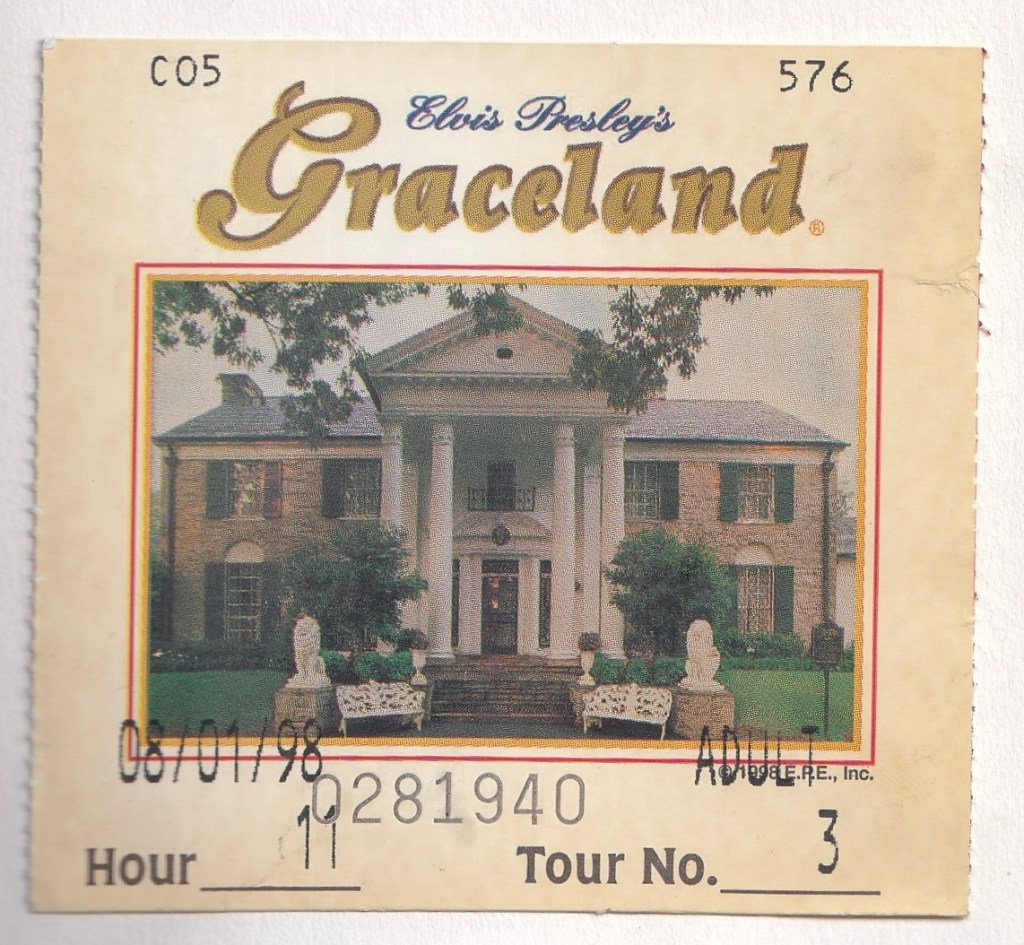 C05 576
Elvis Presley's
Graceland®
08/01/98 ADULT
© 1998 E.P.E., Inc.
0281940
Hour 11 Tour No. 3